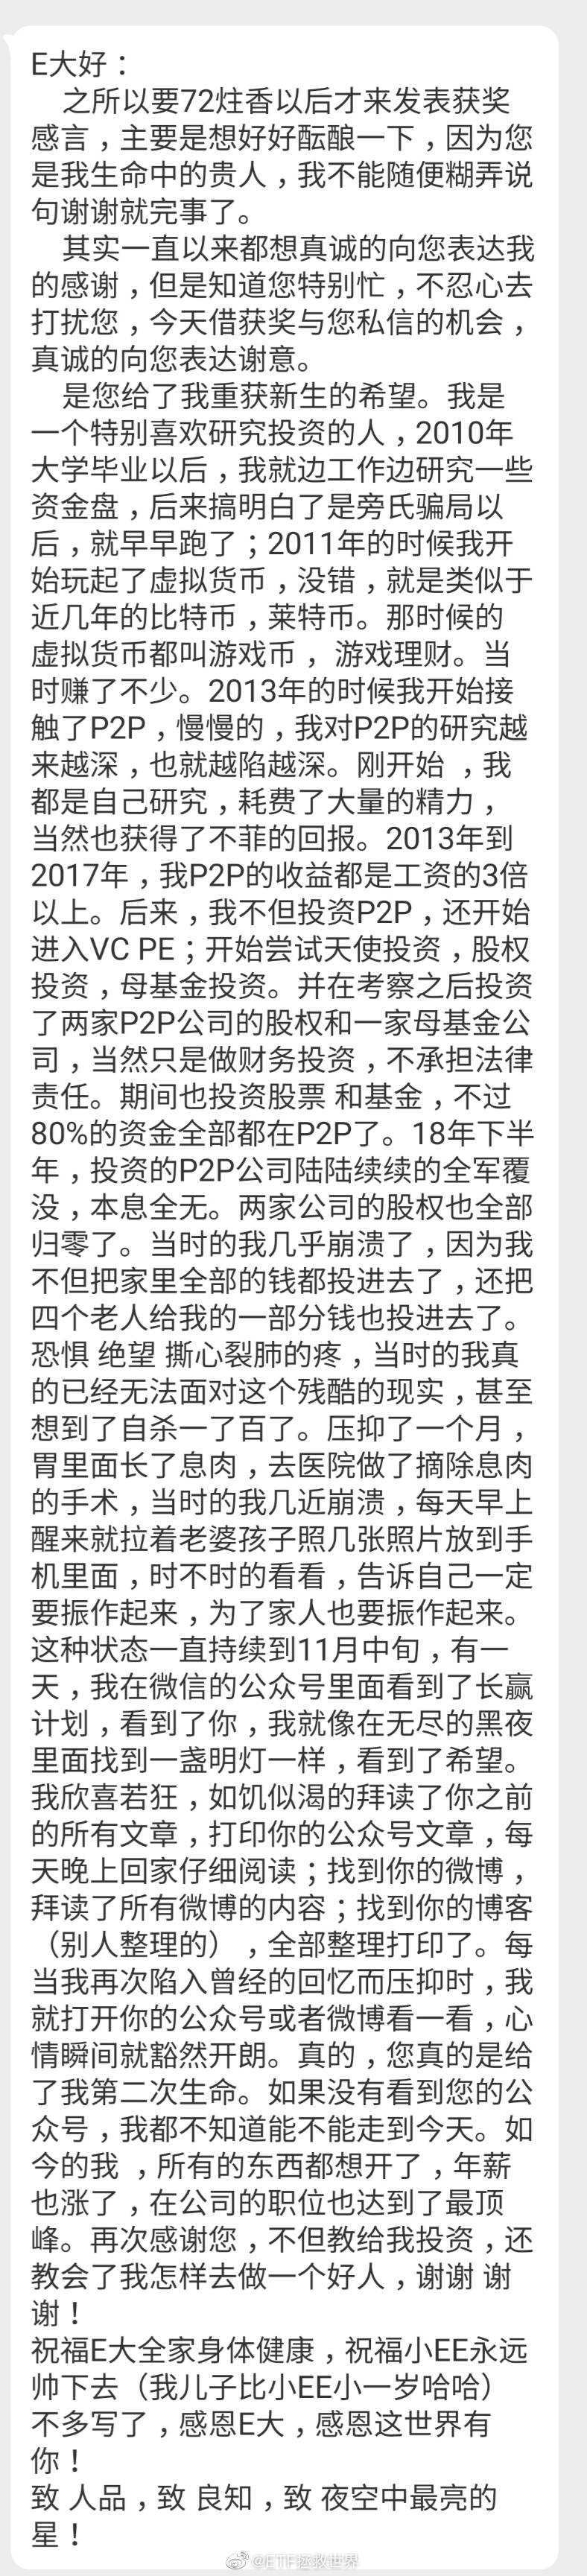 E大好：
之所以要72炷香以后才来发表获奖
感言，主要是想好好酝酿一下，因为您
是我生命中的贵人，我不能随便糊弄说
句谢谢就完事了。
其实一直以来都想真诚的向您表达我
的感谢，但是知道您特别忙，不忍心去
打扰您，今天借获奖与您私信的机会，
真诚的向您表达谢意。
是您给了我重获新生的希望。我是
一个特别喜欢研究投资的人，2010年
大学毕业以后，我就边工作边研究一些
资金盘，后来搞明白了是旁氏骗局以
后，就早早跑了；2011年的时候我开
始玩起了虚拟货币，没错，就是类似于
近几年的比特币，莱特币。那时候的
虚拟货币都叫游戏币，游戏理财。当
时赚了不少。2013年的时候我开始接
触了P2P，慢慢的，我对P2P的研究越
来越深，也就越陷越深。刚开始 ，我
都是自己研究，耗费了大量的精力，
当然也获得了不菲的回报。2013年到
2017年，我P2P的收益都是工资的3倍
以上。后来，我不但投资P2P，还开始
进入VC PE；开始尝试天使投资，股权
投资，母基金投资。并在考察之后投资
了两家P2P公司的股权和一家母基金公
司，当然只是做财务投资，不承担法律
责任。期间也投资股票 和基金，不过
80%的资金全部都在P2P了。18年下半
年，投资的P2P公司陆陆续续的全军覆
没，本息全无。两家公司的股权也全部
归零了。当时的我几乎崩溃了，因为我
不但把家里全部的钱都投进去了，还把
四个老人给我的一部分钱也投进去了。
恐惧 绝望 撕心裂肺的疼，当时的我真
的已经无法面对这个残酷的现实，甚至
想到了自杀一了百了。压抑了一个月，
胃里面长了息肉，去医院做了摘除息肉
的手术，当时的我几近崩溃，每天早上
醒来就拉着老婆孩子照几张照片放到手
机里面，时不时的看看，告诉自己一定
要振作起来，为了家人也要振作起来。
这种状态一直持续到11月中旬，有一
天，我在微信的公众号里面看到了长赢
计划，看到了你，我就像在无尽的黑夜
里面找到一盏明灯一样，看到了希望。
我欣喜若狂，如饥似渴的拜读了你之前
的所有文章，打印你的公众号文章，每
天晚上回家仔细阅读；找到你的微博，
拜读了所有微博的内容；找到你的博客
（别人整理的），全部整理打印了。每
当我再次陷入曾经的回忆而压抑时，我
就打开你的公众号或者微博看一看，心
情瞬间就豁然开朗。真的，您真的是给
了我第二次生命。如果没有看到您的公
众号，我都不知道能不能走到今天。如
今的我 ，所有的东西都想开了，年薪
也涨了，在公司的职位也达到了最顶
峰。再次感谢您，不但教给我投资，还
教会了我怎样去做一个好人，谢谢 谢
谢！
祝福E大全家身体健康，祝福小EE永远
帅下去（我儿子比小EE小一岁哈哈）
不多写了，感恩E大，感恩这世界有
你！
致 人品，致 良知，致 夜空中最亮的
星！
@ETF拯救世界